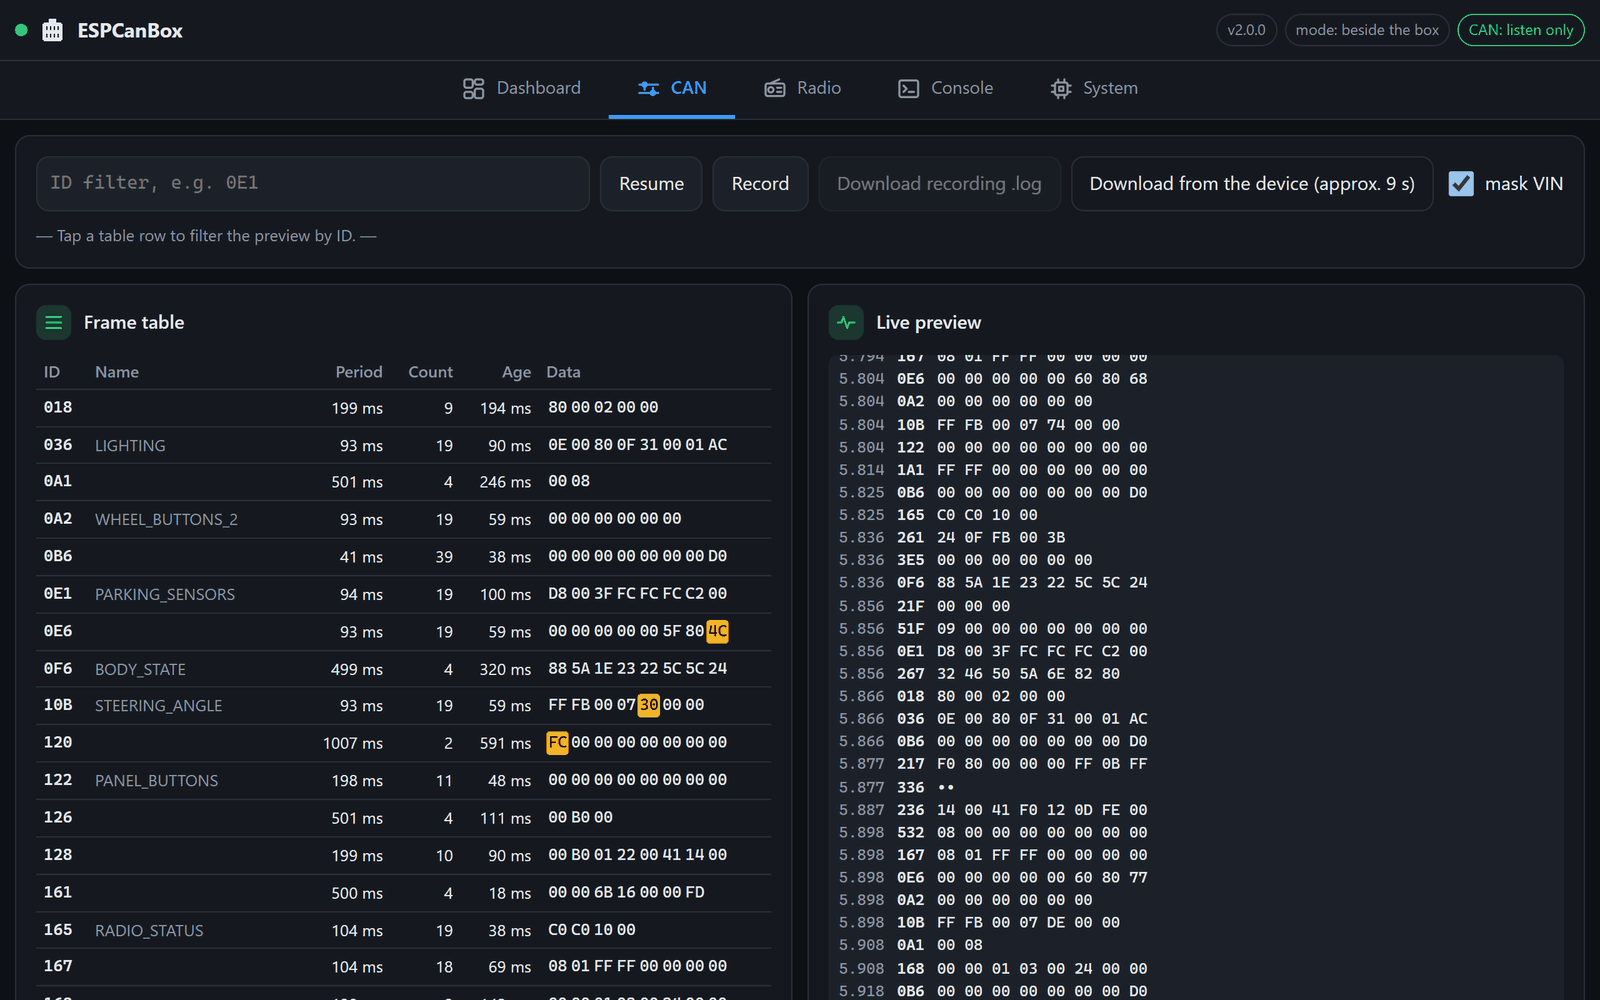 ESPCanBox
v2.0.0
mode: beside the box
CAN: listen only
Dashboard
CAN
Radio
Console
System
ID filter, e.g. 0E1
Resume
Record
Download recording .log
Download from the device (approx. 9 s)
mask VIN
— Tap a table row to filter the preview by ID. —
Frame table
ID Name Period Count Age Data
018 199 ms 9 194 ms 80 00 02 00 00
036 LIGHTING 93 ms 19 90 ms 0E 00 80 0F 31 00 01 AC
0A1 501 ms 4 246 ms 00 08
0A2 WHEEL_BUTTONS_2 93 ms 19 59 ms 00 00 00 00 00 00
0B6 41 ms 39 38 ms 00 00 00 00 00 00 00 D0
0E1 PARKING_SENSORS 94 ms 19 100 ms D8 00 3F FC FC FC C2 00
0E6 93 ms 19 59 ms 00 00 00 00 00 5F 80 4C
0F6 BODY_STATE 499 ms 4 320 ms 88 5A 1E 23 22 5C 5C 24
10B STEERING_ANGLE 93 ms 19 59 ms FF FB 00 07 30 00 00
120 1007 ms 2 591 ms FC 00 00 00 00 00 00 00
122 PANEL_BUTTONS 198 ms 11 48 ms 00 00 00 00 00 00 00 00
126 501 ms 4 111 ms 00 B0 00
128 199 ms 10 90 ms 00 B0 01 22 00 41 14 00
161 500 ms 4 18 ms 00 00 6B 16 00 00 FD
165 RADIO_STATUS 104 ms 19 38 ms C0 C0 10 00
167 104 ms 18 69 ms 08 01 FF FF 00 00 00 00
Live preview
5.794 167 08 01 FF FF 00 00 00 00
5.804 0E6 00 00 00 00 00 60 80 68
5.804 0A2 00 00 00 00 00 00
5.804 10B FF FB 00 07 74 00 00
5.804 122 00 00 00 00 00 00 00 00
5.814 1A1 FF FF 00 00 00 00 00 00
5.825 0B6 00 00 00 00 00 00 00 D0
5.825 165 C0 C0 10 00
5.836 261 24 0F FB 00 3B
5.836 3E5 00 00 00 00 00 00
5.836 0F6 88 5A 1E 23 22 5C 5C 24
5.856 21F 00 00 00
5.856 51F 09 00 00 00 00 00 00 00
5.856 0E1 D8 00 3F FC FC FC C2 00
5.856 267 32 46 50 5A 6E 82 80
5.866 018 80 00 02 00 00
5.866 036 0E 00 80 0F 31 00 01 AC
5.866 0B6 00 00 00 00 00 00 00 D0
5.877 217 F0 80 00 00 00 FF 0B FF
5.877 336 ••
5.887 236 14 00 41 F0 12 0D FE 00
5.898 532 08 00 00 00 00 00 00 00
5.898 167 08 01 FF FF 00 00 00 00
5.898 0E6 00 00 00 00 00 60 80 77
5.898 0A2 00 00 00 00 00 00
5.898 10B FF FB 00 07 DE 00 00
5.908 0A1 00 08
5.908 168 00 00 01 03 00 24 00 00
5.918 0B6 00 00 00 00 00 00 00 D0